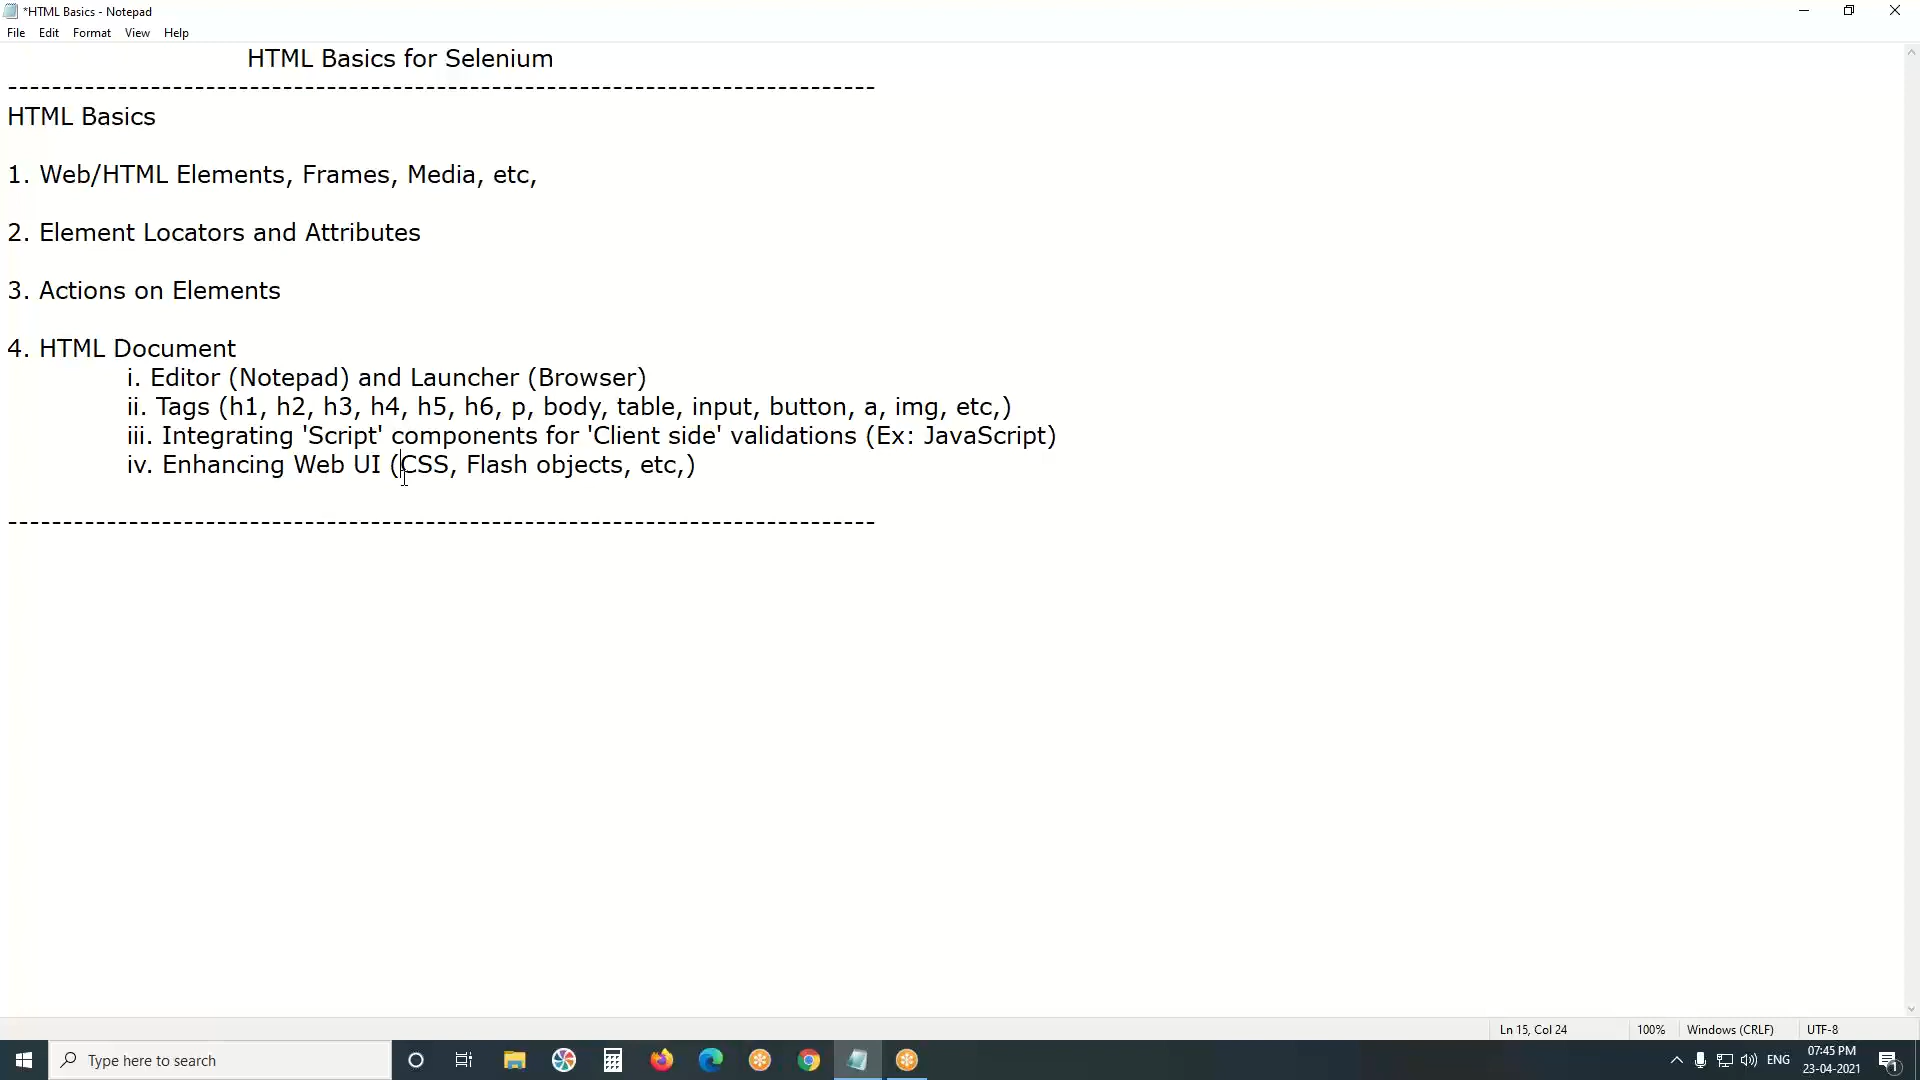 *HTML Basics - Notepad
File Edit Format View Help
HTML Basics for Selenium
--------------------------------------------------------------------------------
HTML Basics
1. Web/HTML Elements, Frames, Media, etc,
2. Element Locators and Attributes
3. Actions on Elements
4. HTML Document
i. Editor (Notepad) and Launcher (Browser)
ii. Tags (h1, h2, h3, h4, h5, h6, p, body, table, input, button, a, img, etc,)
iii. Integrating 'Script' components for 'Client side' validations (Ex: JavaScript)
iv. Enhancing Web UI (CSS, Flash objects, etc,)
--------------------------------------------------------------------------------
Ln 15, Col 24 100% Windows (CRLF) UTF-8
Type here to search
ENG
07:45 PM
23-04-2021
1